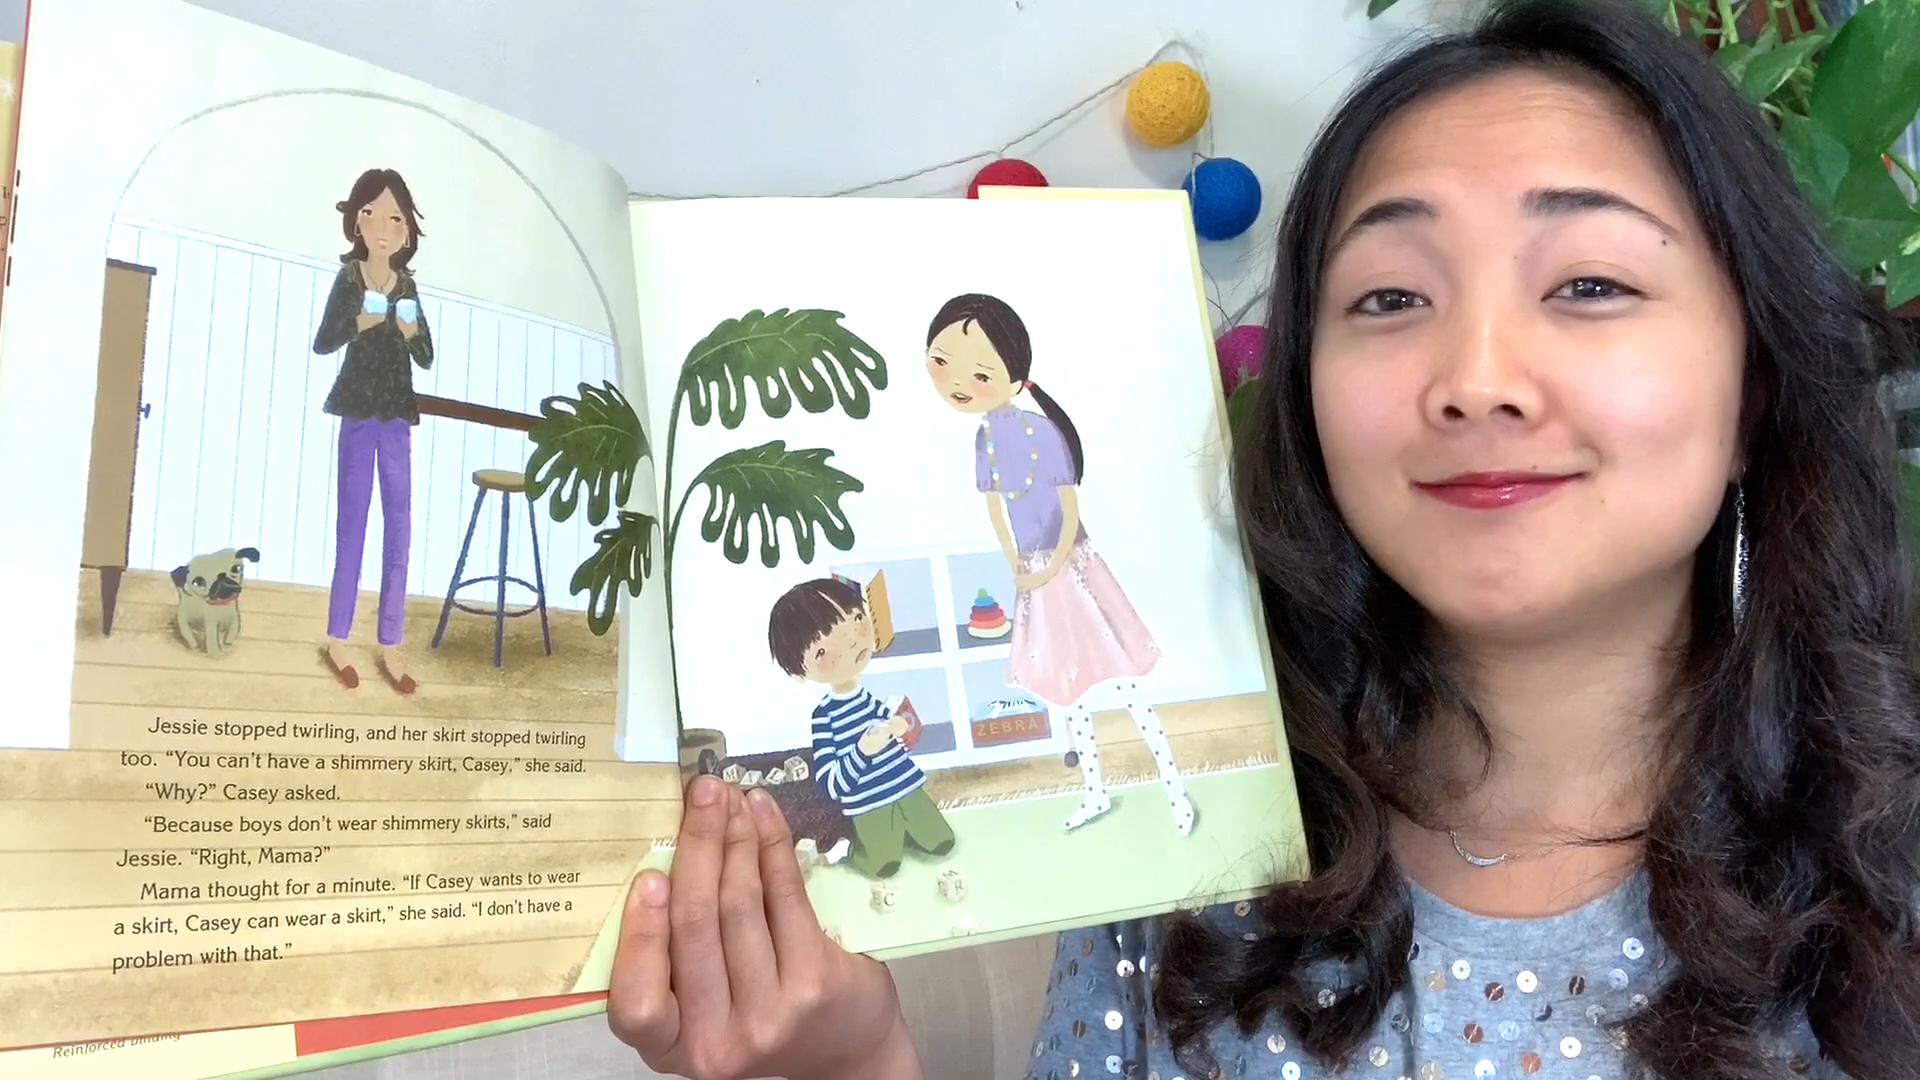 Jessie stopped twirling, and her skirt stopped twirling
too. “You can’t have a shimmery skirt, Casey,” she said.
“Why?” Casey asked.
“Because boys don’t wear shimmery skirts,” said
Jessie. “Right, Mama?”
Mama thought for a minute. “If Casey wants to wear
a skirt, Casey can wear a skirt,” she said. “I don’t have a
problem with that.”
Reinforced binding
ZEBRA